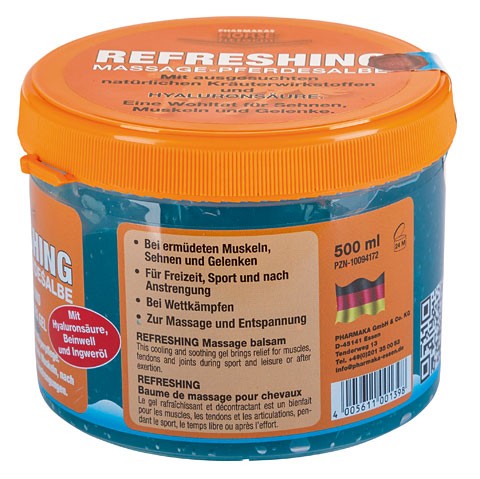 PHARMAKAS
HORSE
REFRESHING
MASSAGE-PFERDESALBE
Mit ausgesuchten
natürlichen Kräuterwirkstoffen
und
HYALURONSÄURE
Eine Wohltat für Sehnen,
Muskeln und Gelenke.
SHING
DESALBE
Mit
Hyaluronsäure,
Beinwell
und Ingweröl
• Bei ermüdeten Muskeln,
Sehnen und Gelenken
• Für Freizeit, Sport und nach
Anstrengung
• Bei Wettkämpfen
• Zur Massage und Entspannung
REFRESHING Massage balsam
This cooling and soothing gel brings relief for muscles,
tendons and joints during sport and leisure or after
exertion.
REFRESHING
Baume de massage pour chevaux
Le gel rafraîchissant et décontractant est un bienfait
pour les muscles, les tendons et les articulations, pen-
dant le sport, le temps libre ou après l'effort.
500 ml
PZN-10094172
24 M
PHARMAKA GmbH & Co. KG
D-45141 Essen
Tenderweg 13
Tel. +49(0)201 35 00 53
info@pharmaka-essen.de
4 005611 001398